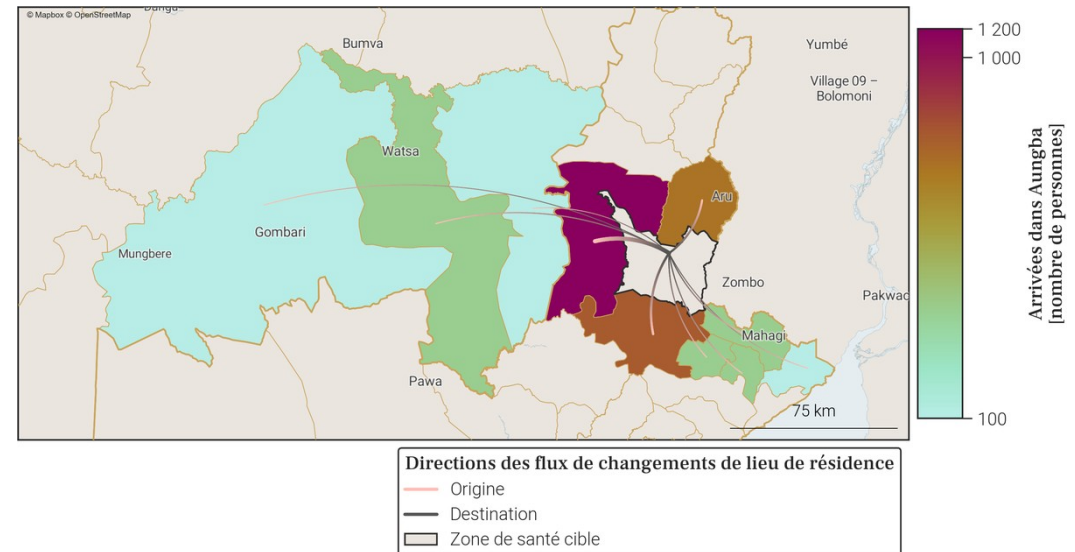 © Mapbox © OpenStreetMap
Bumva
Yumbé
Village 09 –
Bolomoni
Watsa
Aru
Gombari
Mungbere
Zombo
Pakwac
Mahagi
Pawa
75 km
1 200
1 000
100
Arrivées dans Aungba
[nombre de personnes]
Directions des flux de changements de lieu de résidence
Origine
Destination
Zone de santé cible